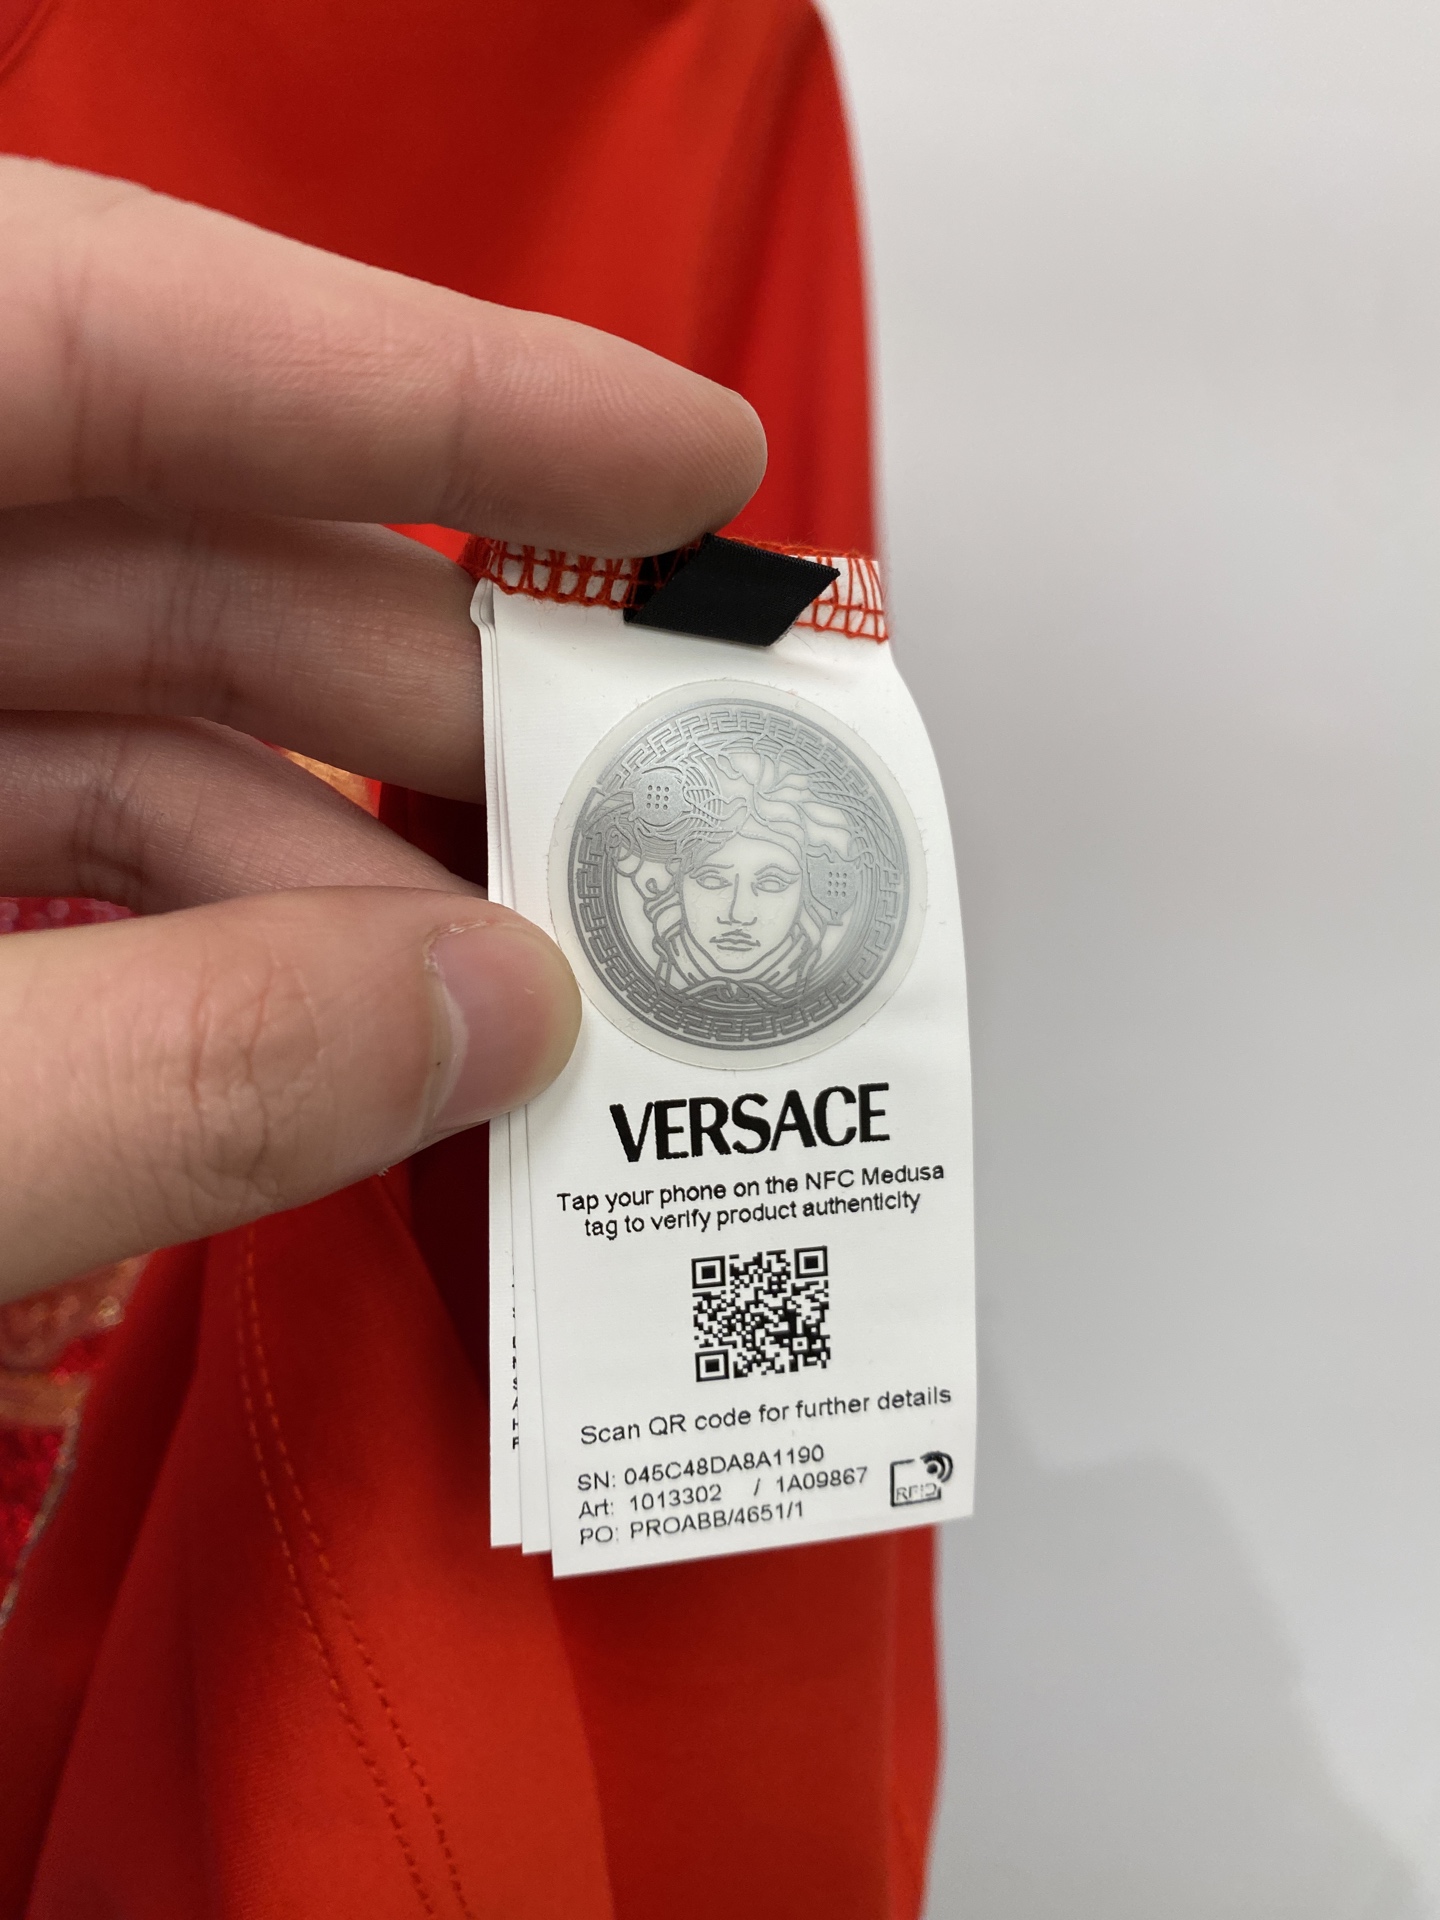 VERSACE
Tap your phone on the NFC Medusa
tag to verify product authenticity
Scan QR code for further details
SN: 045C48DA8A1190
Art: 1013302 / 1A09867
PO: PROABB/4651/1
RFID